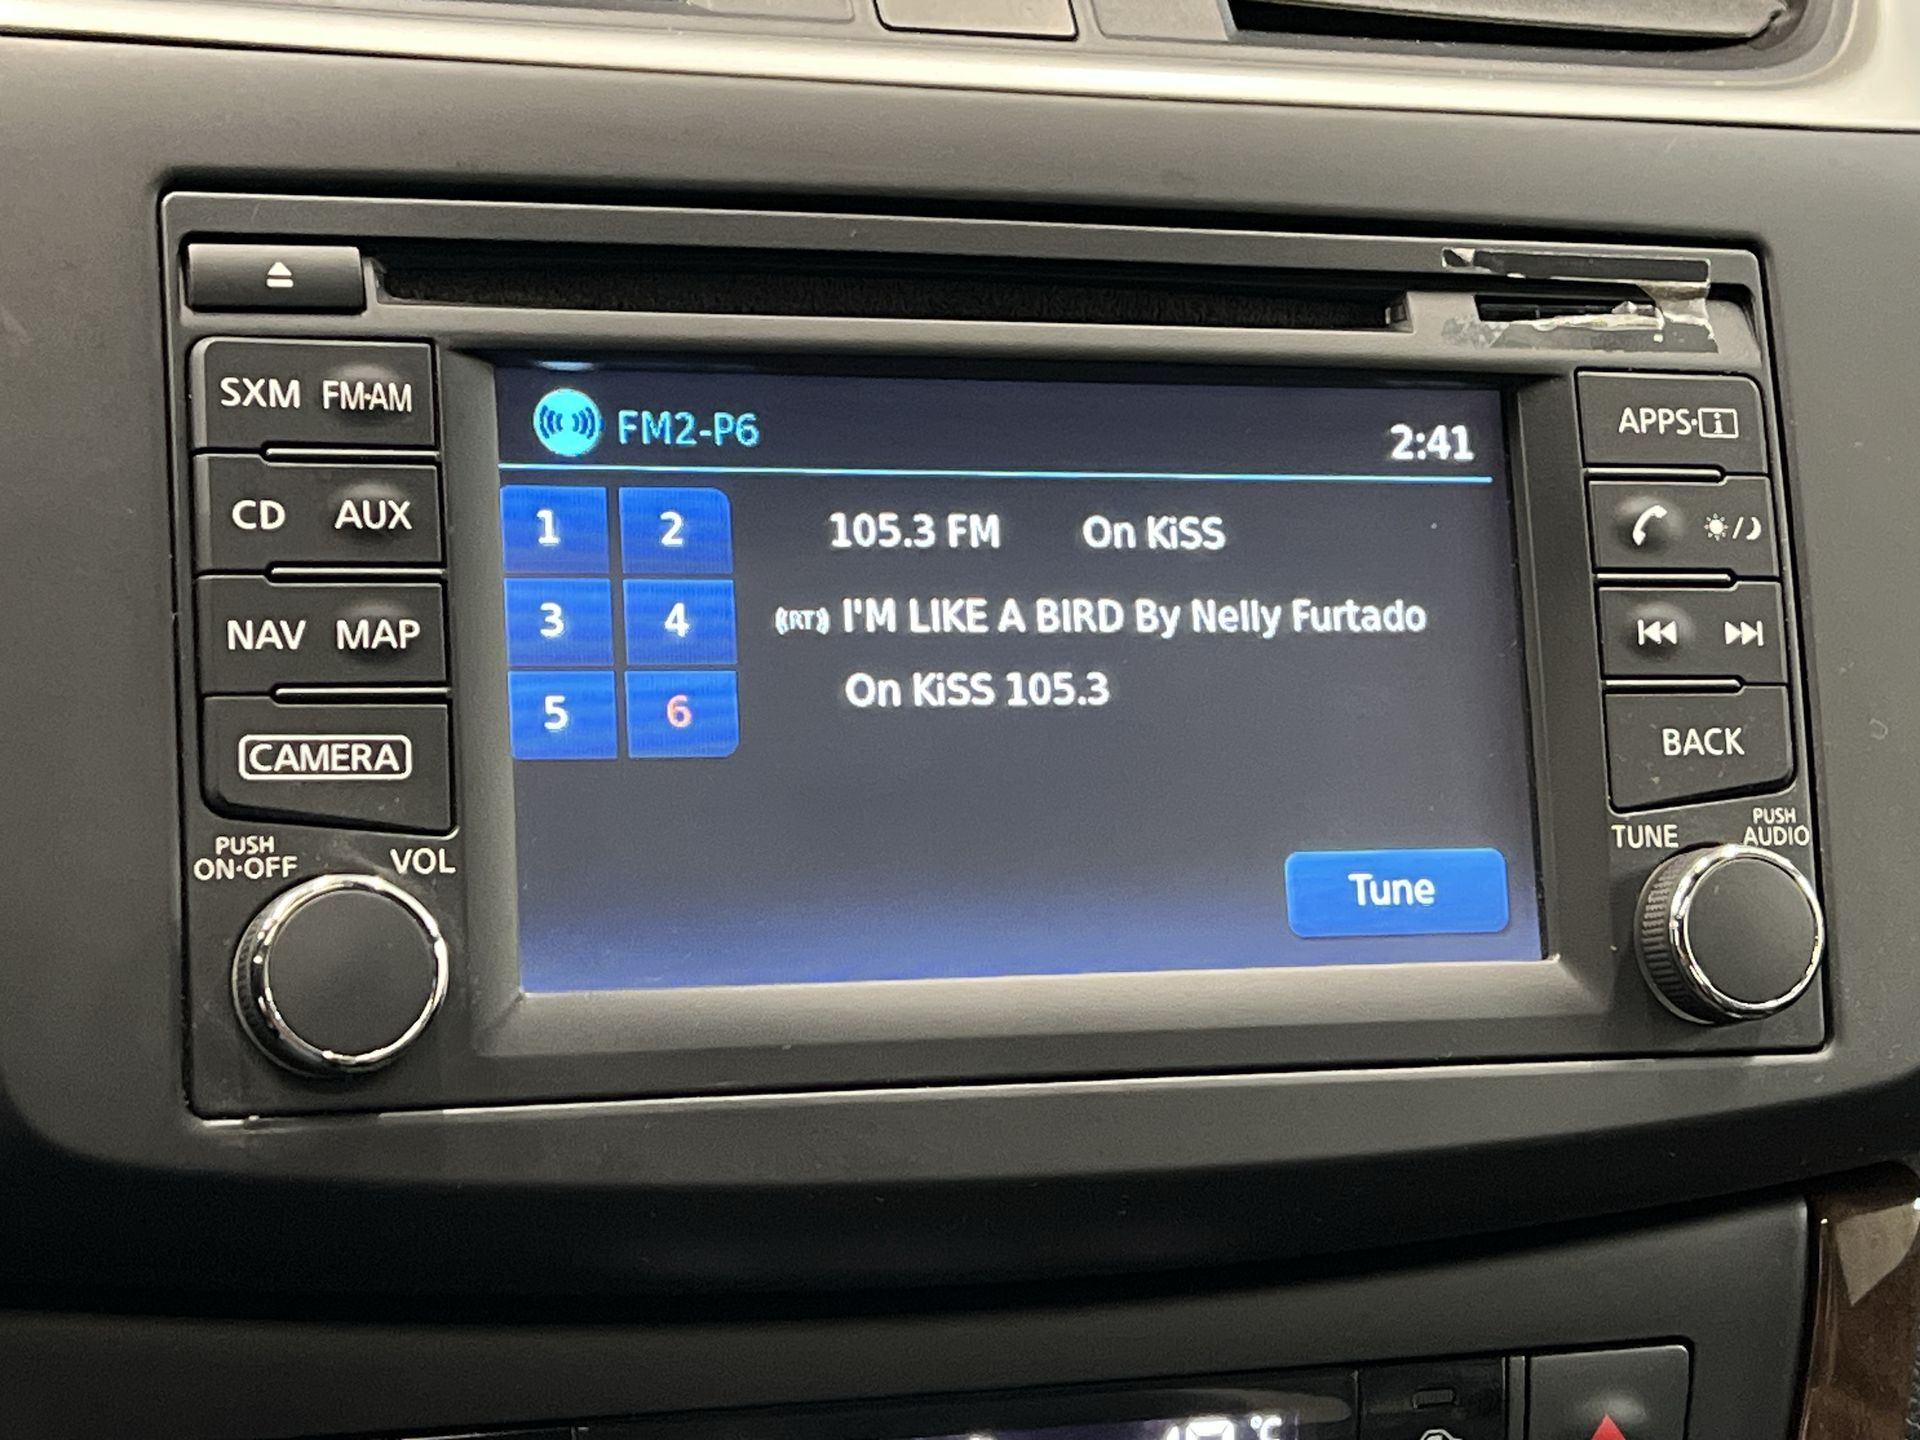 SXM FM·AM
CD AUX
NAV MAP
CAMERA
PUSH
ON·OFF
VOL
FM2-P6
2:41
1 2
3 4
5 6
105.3 FM On KiSS
((RT)) I'M LIKE A BIRD By Nelly Furtado
On KiSS 105.3
Tune
APPS·i
BACK
TUNE
PUSH
AUDIO
°C